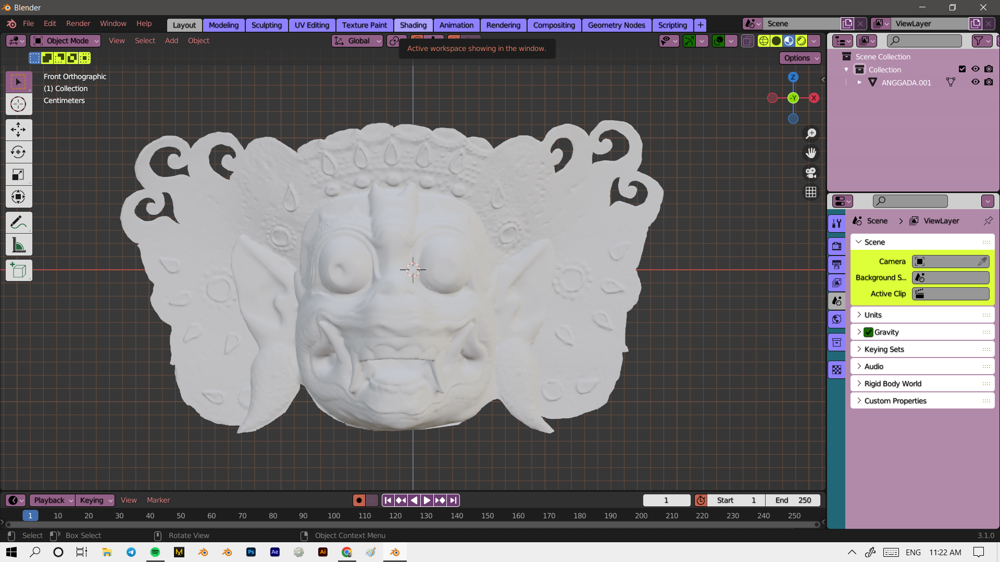 Blender
File Edit Render Window Help Layout Modeling Sculpting UV Editing Texture Paint Shading Animation Rendering Compositing Geometry Nodes Scripting + Scene ViewLayer
Object Mode View Select Add Object Global
Active workspace showing in the window.
Options
Front Orthographic
(1) Collection
Centimeters
Z
-Y X
Scene Collection
Collection
ANGGADA.001
Scene > ViewLayer
Scene
Camera
Background S...
Active Clip
Units
Gravity
Keying Sets
Audio
Rigid Body World
Custom Properties
Playback Keying View Marker 1 Start 1 End 250
1 10 20 30 40 50 60 70 80 90 100 110 120 130 140 150 160 170 180 190 200 210 220 230 240 250
Select Box Select Rotate View Object Context Menu 3.1.0
M Ps Ae Ai ENG 11:22 AM